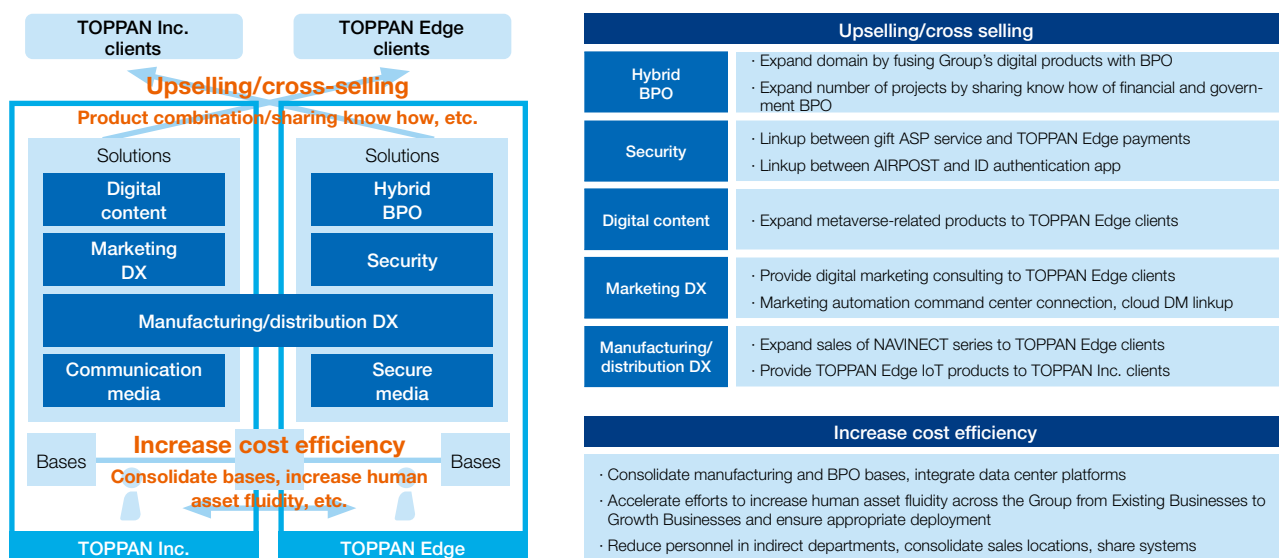 TOPPAN Inc.
clients
TOPPAN Edge
clients
Upselling/cross-selling
Product combination/sharing know how, etc.
Solutions
Digital
content
Marketing
DX
Solutions
Hybrid
BPO
Security
Manufacturing/distribution DX
Communication
media
Secure
media
Bases
Increase cost efficiency
Bases
Consolidate bases, increase human
asset fluidity, etc.
TOPPAN Inc.
TOPPAN Edge
Upselling/cross selling
Hybrid
BPO
· Expand domain by fusing Group's digital products with BPO
· Expand number of projects by sharing know how of financial and govern-
ment BPO
Security
· Linkup between gift ASP service and TOPPAN Edge payments
· Linkup between AIRPOST and ID authentication app
Digital content
· Expand metaverse-related products to TOPPAN Edge clients
Marketing DX
· Provide digital marketing consulting to TOPPAN Edge clients
· Marketing automation command center connection, cloud DM linkup
Manufacturing/
distribution DX
· Expand sales of NAVINECT series to TOPPAN Edge clients
· Provide TOPPAN Edge IoT products to TOPPAN Inc. clients
Increase cost efficiency
· Consolidate manufacturing and BPO bases, integrate data center platforms
· Accelerate efforts to increase human asset fluidity across the Group from Existing Businesses to
Growth Businesses and ensure appropriate deployment
· Reduce personnel in indirect departments, consolidate sales locations, share systems